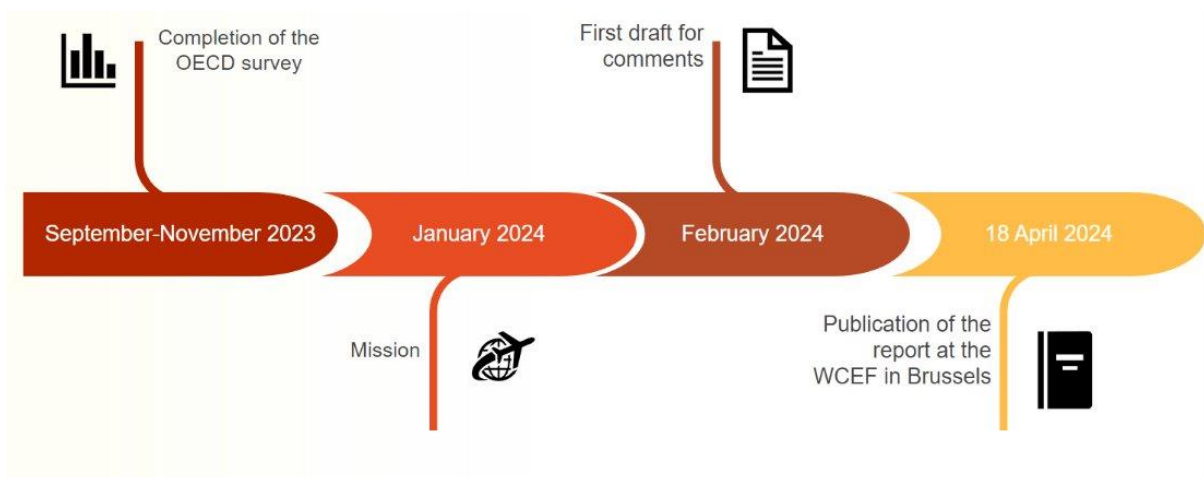 Completion of the
OECD survey
First draft for
comments
September-November 2023
January 2024
February 2024
18 April 2024
Mission
Publication of the
report at the
WCEF in Brussels